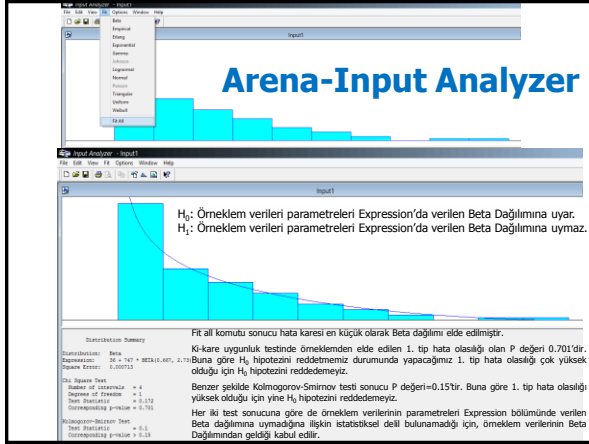 Input Analyzer - Input1
File Edit View Fit Options Window Help
Beta
Empirical
Erlang
Exponential
Gamma
Johnson
Lognormal
Normal
Poisson
Triangular
Uniform
Weibull
Fit All
Input1
Arena-Input Analyzer
Input Analyzer - Input1
File Edit View Fit Options Window Help
Input1
H0: Örneklem verileri parametreleri Expression’da verilen Beta Dağılımına uyar.
H1: Örneklem verileri parametreleri Expression’da verilen Beta Dağılımına uymaz.
Distribution Summary
Distribution: Beta
Expression: 36 + 747 * BETA(0.667, 2.73)
Square Error: 0.000713
Chi Square Test
Number of intervals = 4
Degrees of freedom = 1
Test Statistic = 0.172
Corresponding p-value = 0.701
Kolmogorov-Smirnov Test
Test Statistic = 0.1
Corresponding p-value > 0.15
Fit all komutu sonucu hata karesi en küçük olarak Beta dağılımı elde edilmiştir.
Ki-kare uygunluk testinde örneklemden elde edilen 1. tip hata olasılığı olan P değeri 0.701’dir.
Buna göre H0 hipotezini reddetmemiz durumunda yapacağımız 1. tip hata olasılığı çok yüksek
olduğu için H0 hipotezini reddedemeyiz.
Benzer şekilde Kolmogorov-Smirnov testi sonucu P değeri=0.15’tir. Buna göre 1. tip hata olasılığı
yüksek olduğu için yine H0 hipotezini reddedemeyiz.
Her iki test sonucuna göre de örneklem verilerinin parametreleri Expression bölümünde verilen
Beta dağılımına uymadığına ilişkin istatistiksel delil bulunamadığı için, örneklem verilerinin Beta
Dağılımından geldiği kabul edilir.